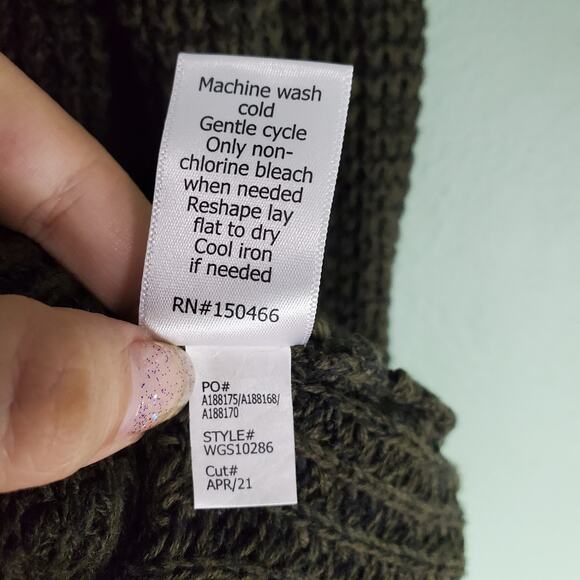 Machine wash
cold
Gentle cycle
Only non-
chlorine bleach
when needed
Reshape lay
flat to dry
Cool iron
if needed
RN#150466
PO#
A188175/A188168/
A188170
STYLE#
WGS10286
Cut#
APR/21